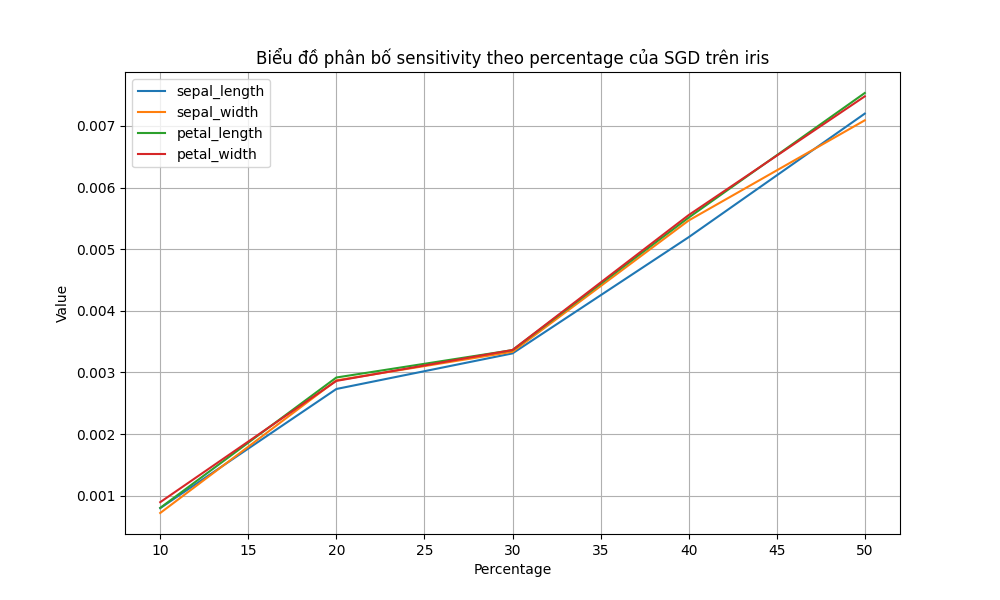 Biểu đồ phân bố sensitivity theo percentage của SGD trên iris
sepal_length
sepal_width
petal_length
petal_width
Value
0.007
0.006
0.005
0.004
0.003
0.002
0.001
10 15 20 25 30 35 40 45 50
Percentage